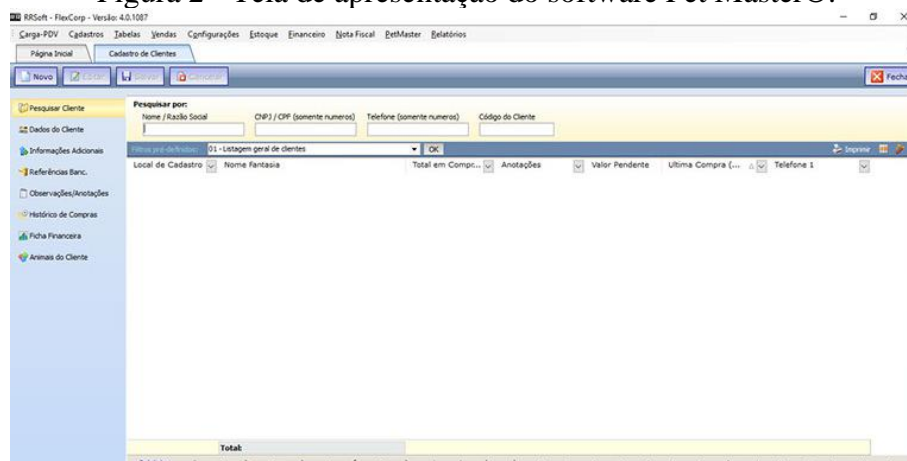 Figura 2 - Tela de apresentação do software Pet Master©.
RRSoft - FlexCorp - Versão: 4.0.1087
Carga-PDV Cadastros Tabelas Vendas Configurações Estoque Financeiro Nota Fiscal PetMaster Relatórios
Página Inicial Cadastro de Clientes
Novo Editar Salvar Cancelar Fecha
Pesquisar Cliente
Dados do Cliente
Informações Adicionais
Referências Banc.
Observações/Anotações
Histórico de Compras
Ficha Financeira
Animais do Cliente
Pesquisar por:
Nome / Razão Social CNPJ / CPF (somente numeros) Telefone (somente numeros) Código do Cliente
Filtros pré-definidos: 01 - Listagem geral de clientes OK Imprimir
Local de Cadastro Nome Fantasia Total em Compr... Anotações Valor Pendente Ultima Compra (... Telefone 1
Total: